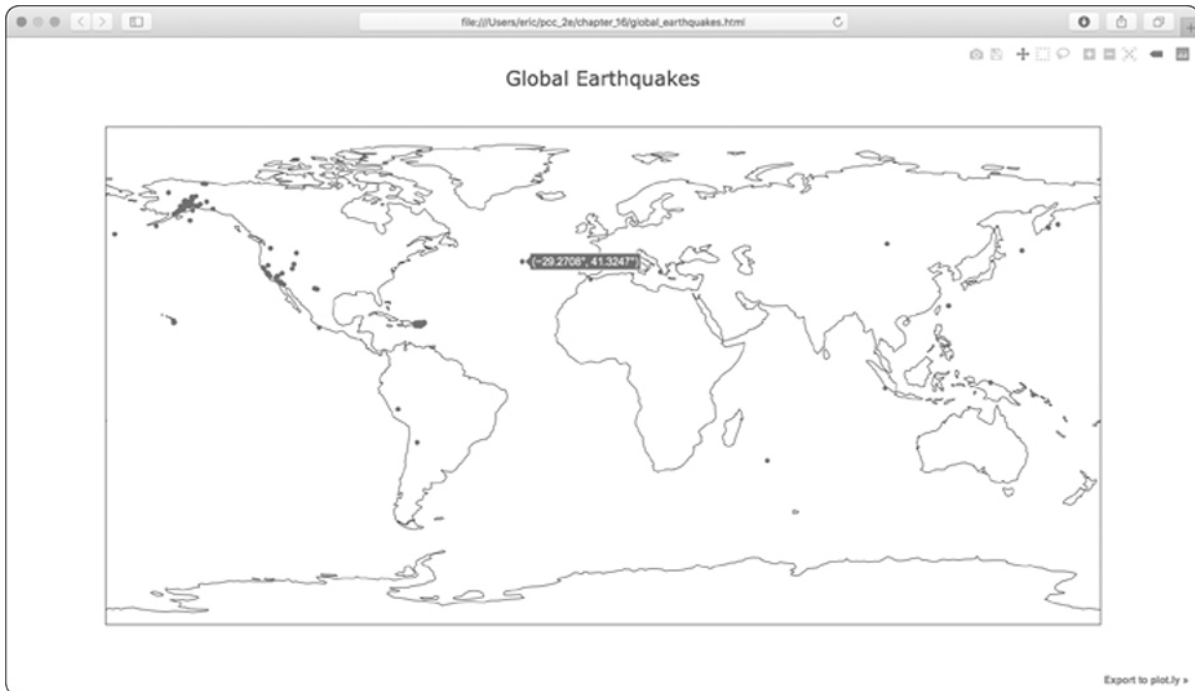 file:///Users/eric/pcc_2e/chapter_16/global_earthquakes.html
Global Earthquakes
(−29.2708°, 41.3247°)
Export to plot.ly »